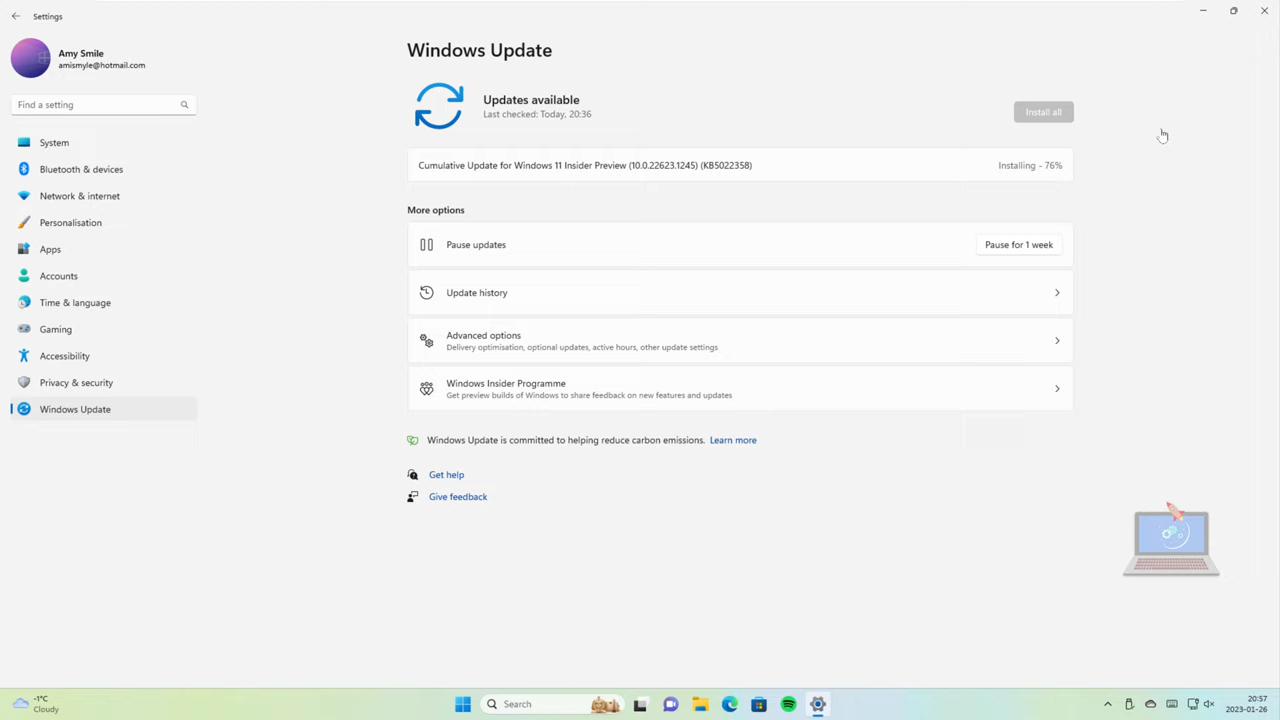 Settings
Amy Smile
amismyle@hotmail.com
Find a setting
System
Bluetooth & devices
Network & internet
Personalisation
Apps
Accounts
Time & language
Gaming
Accessibility
Privacy & security
Windows Update
Windows Update
Updates available
Last checked: Today, 20:36
Install all
Cumulative Update for Windows 11 Insider Preview (10.0.22623.1245) (KB5022358)
Installing - 76%
More options
Pause updates
Pause for 1 week
Update history
Advanced options
Delivery optimisation, optional updates, active hours, other update settings
Windows Insider Programme
Get preview builds of Windows to share feedback on new features and updates
Windows Update is committed to helping reduce carbon emissions. Learn more
Get help
Give feedback
-1°C
Cloudy
Search
20:57
2023-01-26